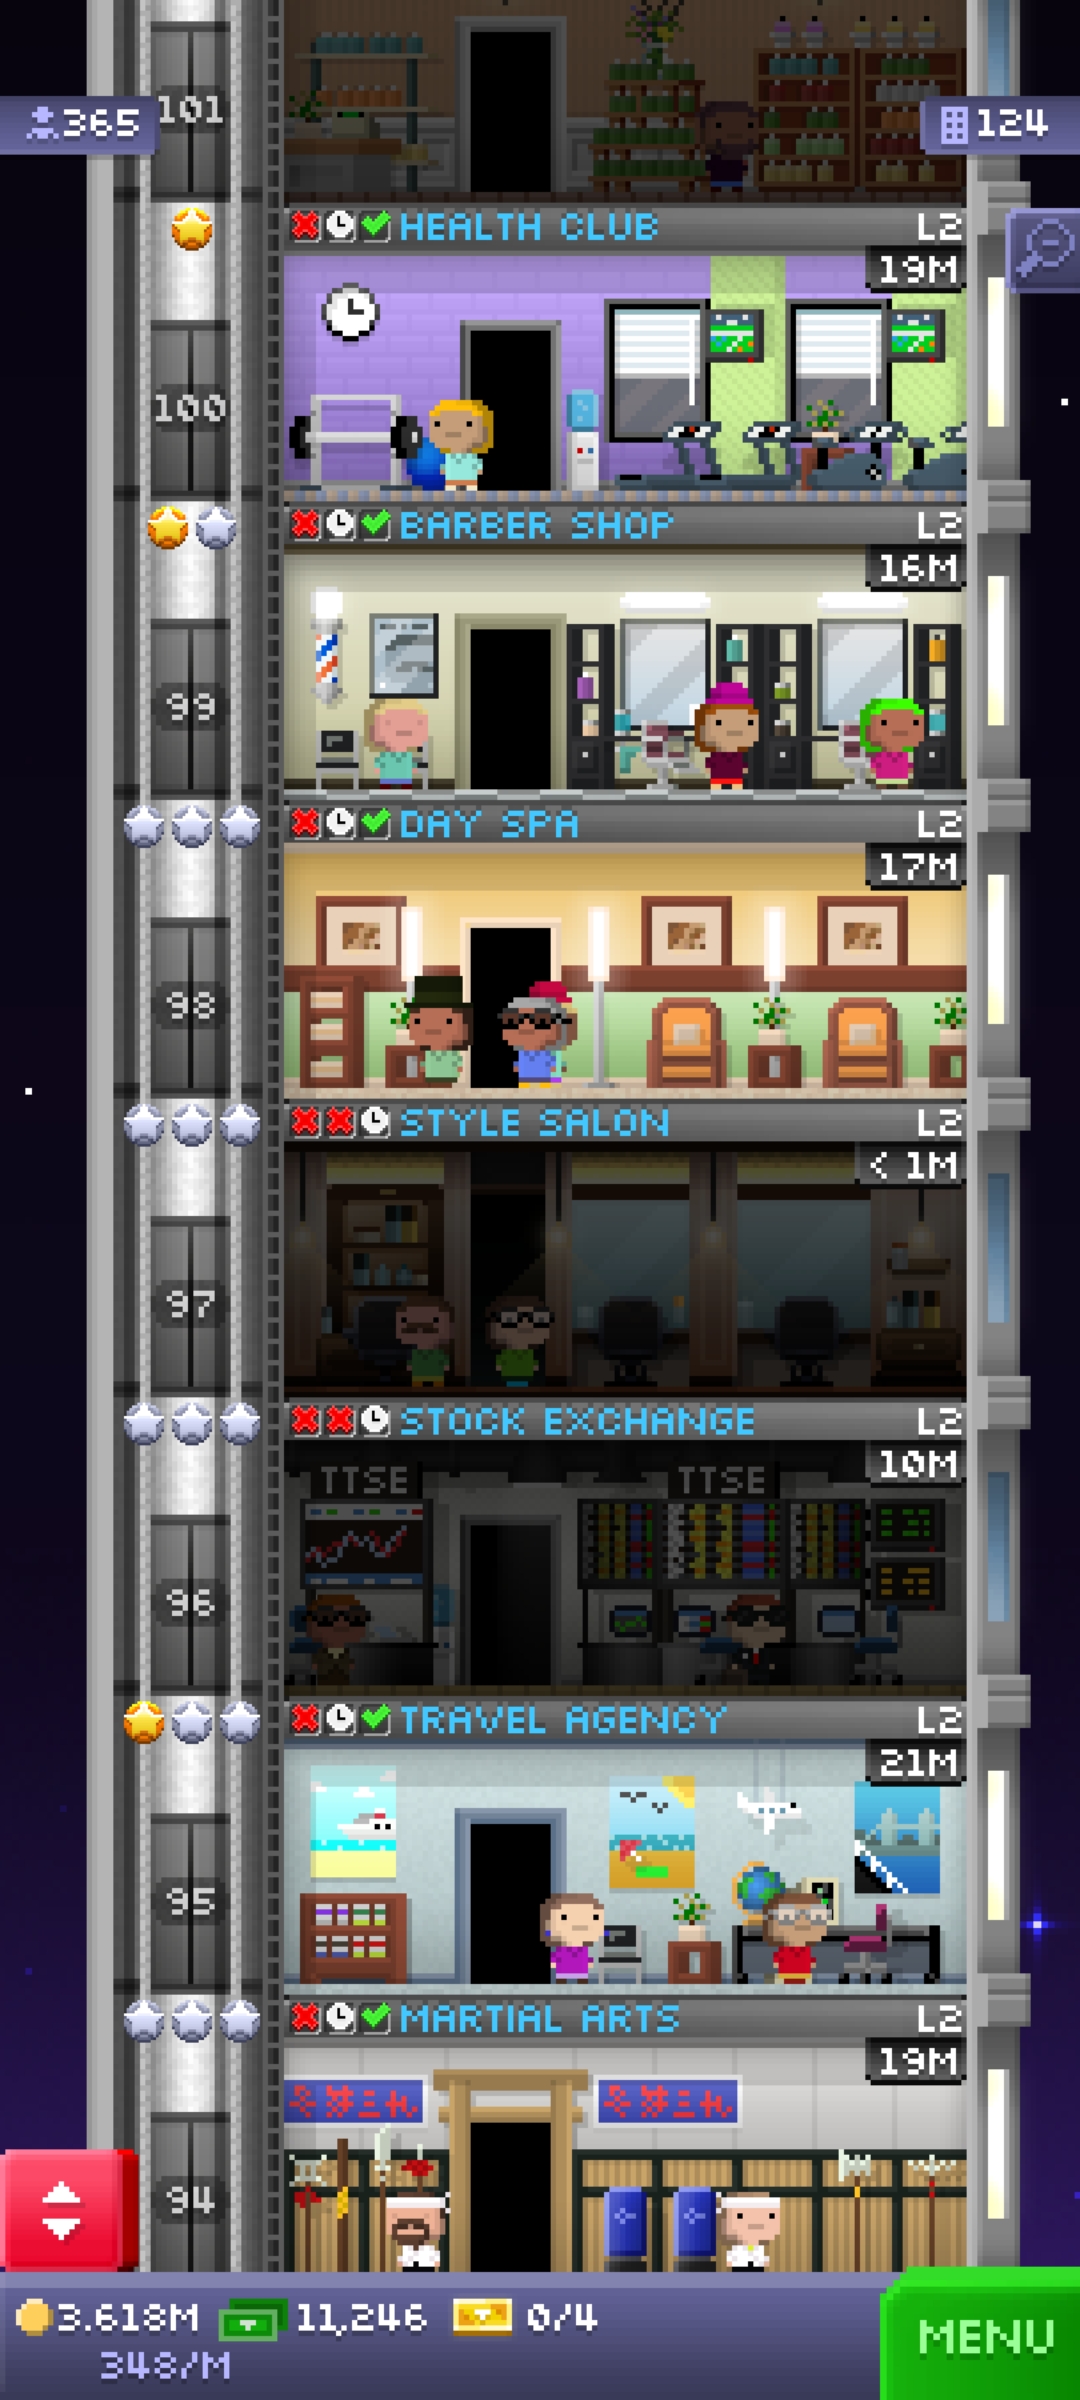 101
365
124
HEALTH CLUB L2
19M
100
BARBER SHOP L2
16M
99
DAY SPA L2
17M
98
STYLE SALON L2
< 1M
97
STOCK EXCHANGE L2
10M
TTSE TTSE
96
TRAVEL AGENCY L2
21M
95
MARTIAL ARTS L2
19M
94
3.618M 11,246 0/4
348/M
MENU